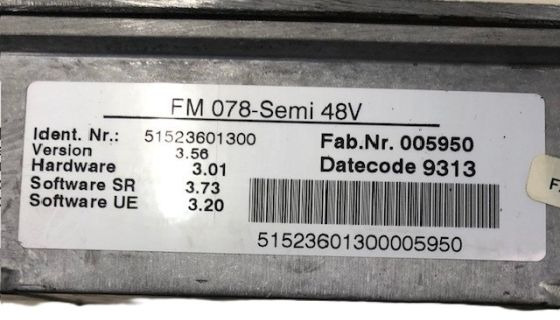 FM 078-Semi 48V
Ident. Nr.: 51523601300
Version 3.56
Hardware 3.01
Software SR 3.73
Software UE 3.20
Fab.Nr. 005950
Datecode 9313
51523601300005950